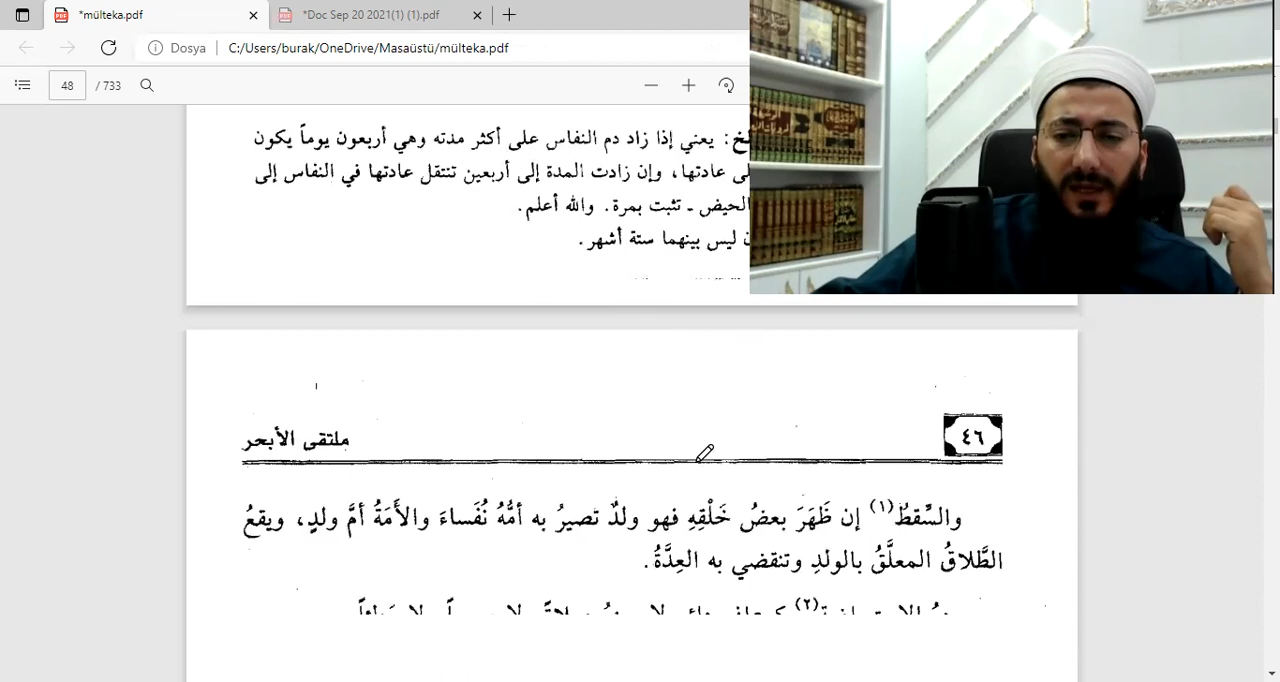 *mülteka.pdf
*Doc Sep 20 2021(1) (1).pdf
Dosya
C:/Users/burak/OneDrive/Masaüstü/mülteka.pdf
48 / 733
: يعني إذا زاد دم النفاس على أكثر مدته وهي أربعون يوماً يكون
عادتها، وإن زادت المدة إلى أربعين تنتقل عادتها في النفاس إلى
الحيض ـ تثبت بمرة. والله أعلم.
ليس بينهما ستة أشهر.
٤٦
ملتقى الأبحر
والسِّقطُ(١) إن ظَهَرَ بعضُ خَلْقِهِ فهو ولدٌ تصيرُ به أمُّهُ نُفَساءَ والأَمَةُ أمَّ ولدٍ، ويقعُ
الطَّلاقُ المعلَّقُ بالولدِ وتنقضي به العِدَّةُ.
(٢)